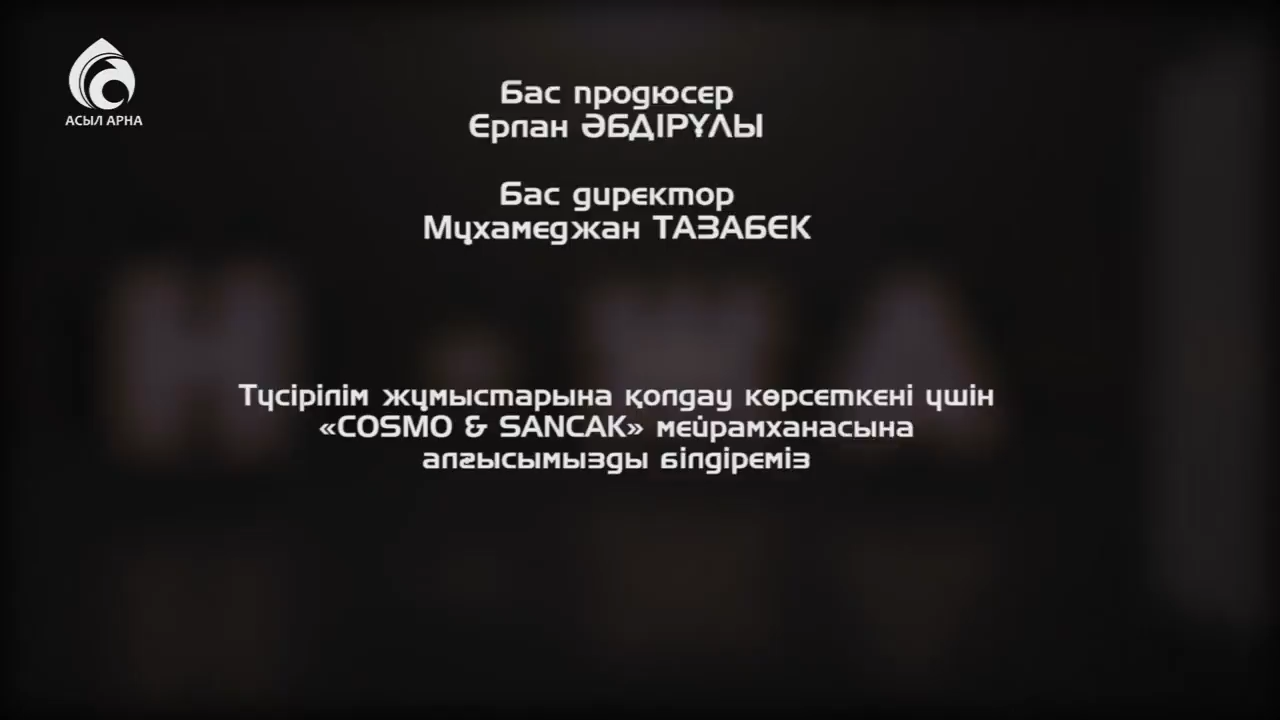 АСЫЛ АРНА
Бас продюсер
Ерлан ӘБДІРҰЛЫ
Бас директор
Мұхамеджан ТАЗАБЕК
Түсірілім жұмыстарына қолдау көрсеткені үшін
«COSMO & SANCAK» мейрамханасына
алғысымызды білдіреміз